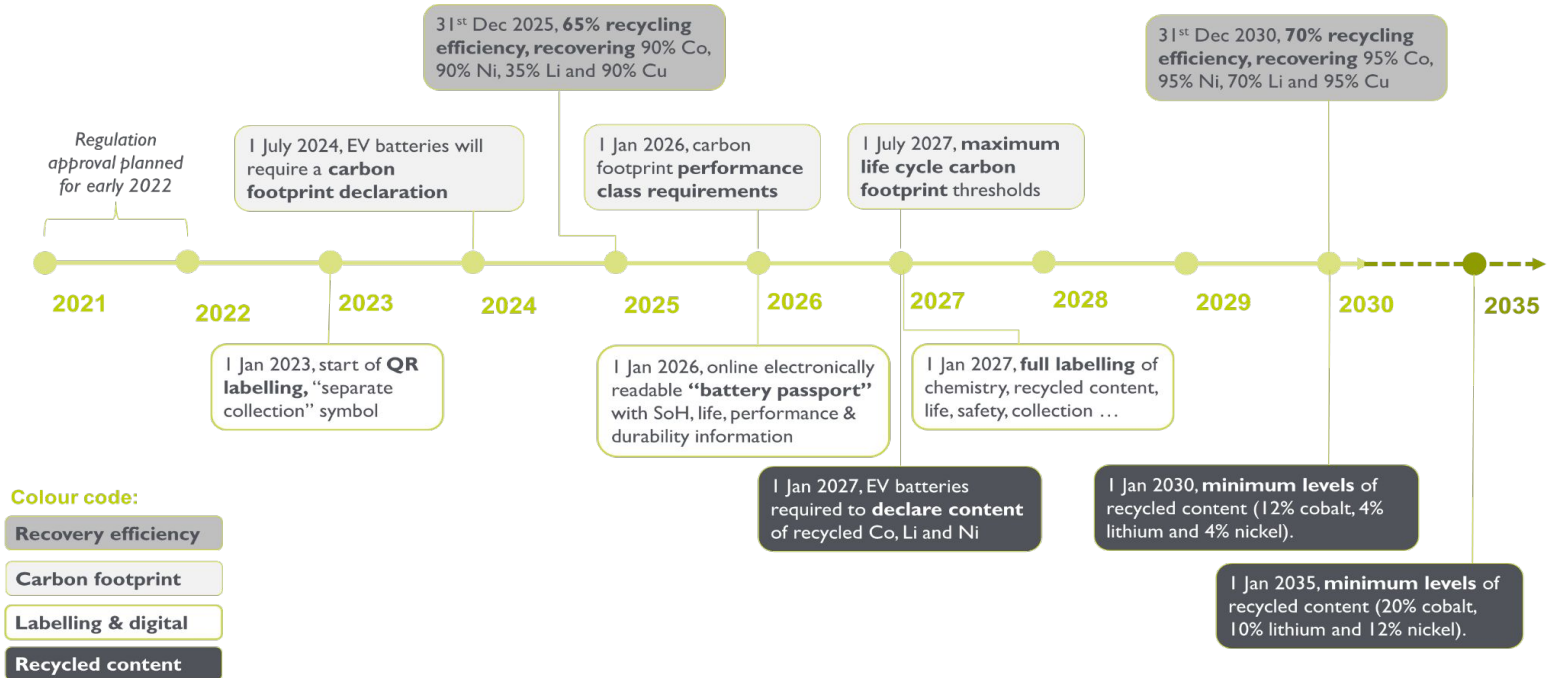 31st Dec 2025, 65% recycling
efficiency, recovering 90% Co,
90% Ni, 35% Li and 90% Cu
31st Dec 2030, 70% recycling
efficiency, recovering 95% Co,
95% Ni, 70% Li and 95% Cu
Regulation
approval planned
for early 2022
1 July 2024, EV batteries will
require a carbon
footprint declaration
1 Jan 2026, carbon
footprint performance
class requirements
1 July 2027, maximum
life cycle carbon
footprint thresholds
2021
2022
2023
2024
2025
2026
2027
2028
2029
2030
2035
1 Jan 2023, start of QR
labelling, “separate
collection” symbol
1 Jan 2026, online electronically
readable “battery passport”
with SoH, life, performance &
durability information
1 Jan 2027, full labelling of
chemistry, recycled content,
life, safety, collection …
1 Jan 2027, EV batteries
required to declare content
of recycled Co, Li and Ni
1 Jan 2030, minimum levels of
recycled content (12% cobalt, 4%
lithium and 4% nickel).
1 Jan 2035, minimum levels of
recycled content (20% cobalt,
10% lithium and 12% nickel).
Colour code:
Recovery efficiency
Carbon footprint
Labelling & digital
Recycled content